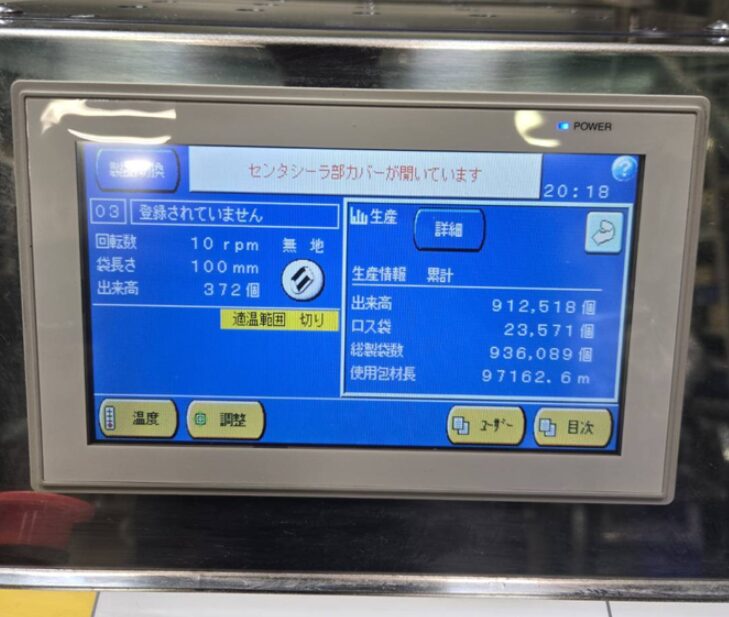 POWER
製品切換
センタシーラ部カバーが開いています
?
20:18
03 登録されていません
回転数 10 rpm 無 地
袋長さ 100 mm
出来高 372 個
適温範囲 切り
生産 詳細
生産情報 累計
出来高 912,518 個
ロス袋 23,571 個
総製袋数 936,089 個
使用包材長 97162.6 m
温度
調整
ユーザー
目次